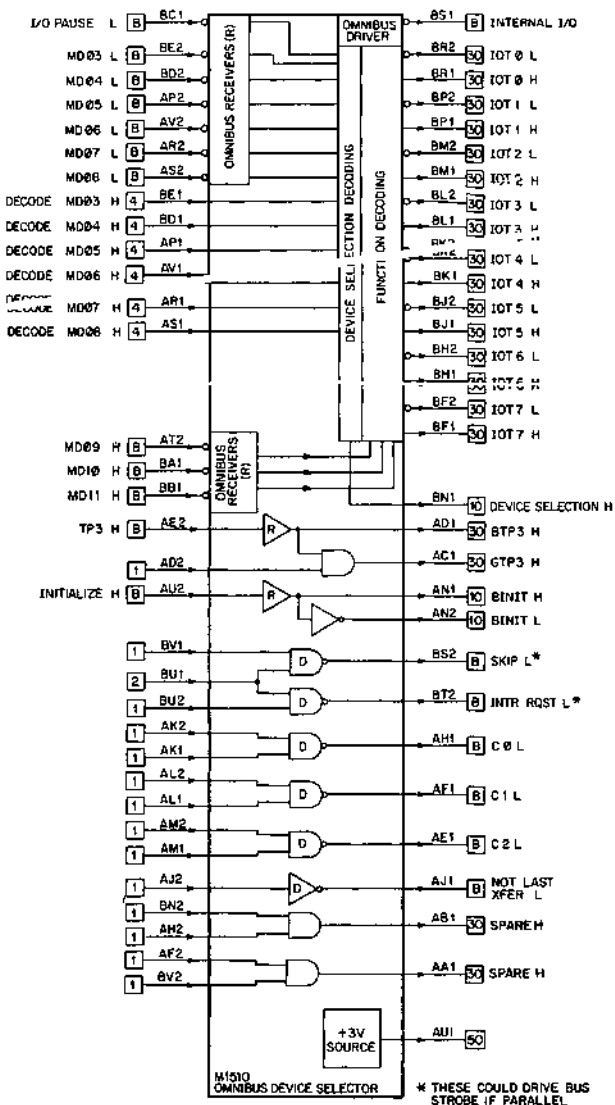 I/O PAUSE L B BC1
MD03 L B BE2
MD04 L B BD2
MD05 L B AP2
MD06 L B AV2
MD07 L B AR2
MD08 L B AS2
DECODE MD03 H 4 BE1
DECODE MD04 H 4 BD1
DECODE MD05 H 4 AP1
DECODE MD06 H 4 AV1
DECODE MD07 H 4 AR1
DECODE MD08 H 4 AS1
MD09 H B AT2
MD10 H B BA1
MD11 H B BB1
TP3 H B AE2
1 AD2
INITIALIZE H B AU2
1 BV1
2 BU1
1 BU2
1 AK2
1 AK1
1 AL2
1 AL1
1 AM2
1 AM1
1 AJ2
1 BN2
1 AH2
1 AF2
1 BV2
OMNIBUS RECEIVERS (R)
OMNIBUS
DRIVER
DEVICE SELECTION DECODING
FUNCTION DECODING
OMNIBUS
RECEIVERS
(R)
R
R
D
D
D
D
D
D
+3V
SOURCE
M1510
OMNIBUS DEVICE SELECTOR
BS1 B INTERNAL I/O
BR2 30 IOT 0 L
BR1 30 IOT 0 H
BP2 30 IOT 1 L
BP1 30 IOT 1 H
BM2 30 IOT 2 L
BM1 30 IOT 2 H
BL2 30 IOT 3 L
BL1 30 IOT 3 H
BK2 30 IOT 4 L
BK1 30 IOT 4 H
BJ2 30 IOT 5 L
BJ1 30 IOT 5 H
BH2 30 IOT 6 L
BH1 30 IOT 6 H
BF2 30 IOT 7 L
BF1 30 IOT 7 H
BN1 10 DEVICE SELECTION H
AD1 30 BTP3 H
AC1 30 GTP3 H
AN1 10 BINIT H
AN2 10 BINIT L
BS2 B SKIP L*
BT2 B INTR RQST L*
AH1 B C0 L
AF1 B C1 L
AE1 B C2 L
AJ1 B NOT LAST
XFER L
AB1 30 SPARE H
AA1 30 SPARE H
AU1 50
* THESE COULD DRIVE BUS
STROBE IF PARALLEL